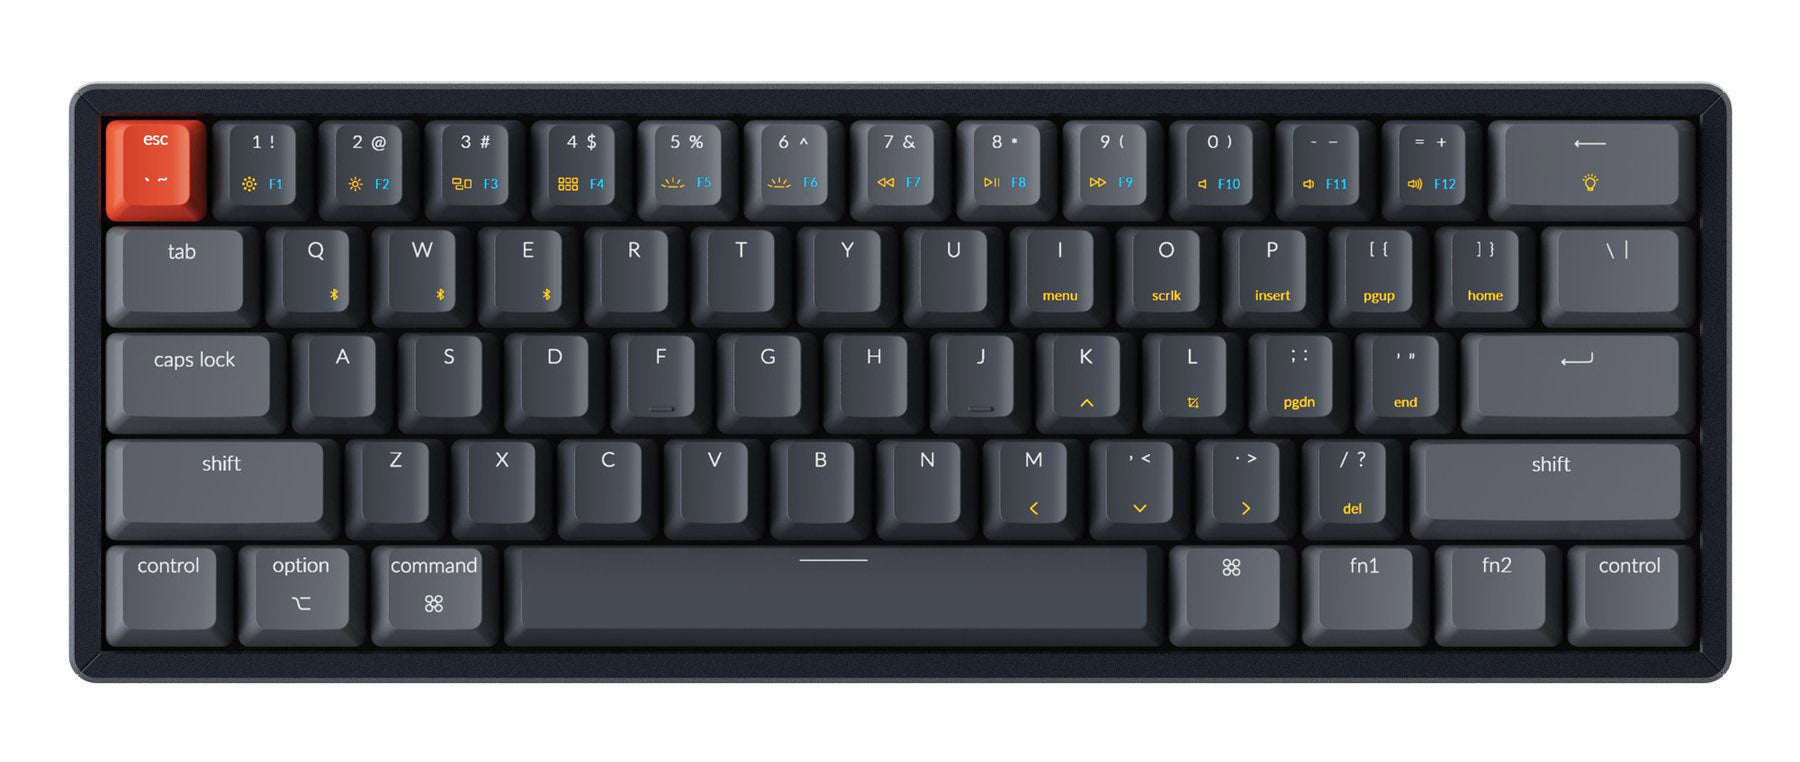 esc 1 ! 2 @ 3 # 4 $ 5 % 6 ^ 7 & 8 * 9 ( 0 ) - − = + ←
` ~ F1 F2 F3 F4 F5 F6 F7 F8 F9 F10 F11 F12
tab Q W E R T Y U I O P [ { ] } \ |
menu scrlk insert pgup home
caps lock A S D F G H J K L ; : ' "
pgdn end
shift Z X C V B N M , < . > / ? shift
del
control option command ⌘ fn1 fn2 control
⌥ ⌘